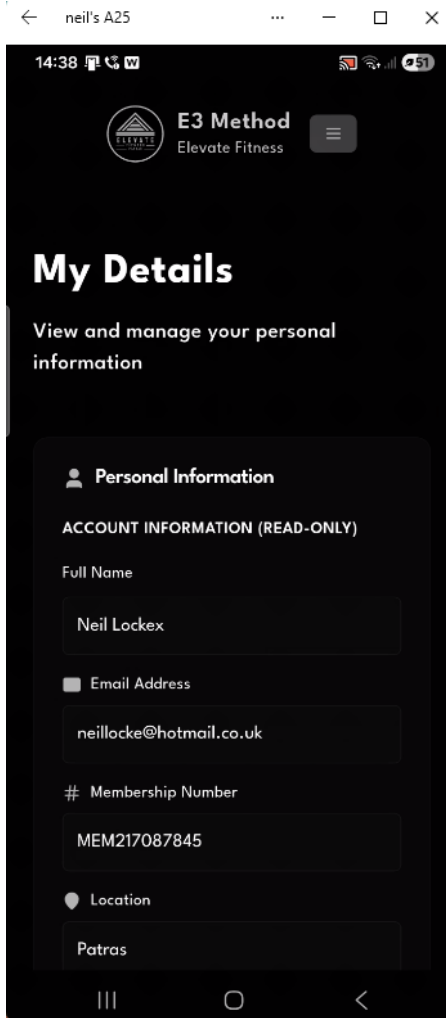 neil's A25
14:38
51
ELEVATE
E3 Method
Elevate Fitness
My Details
View and manage your personal
information
Personal Information
ACCOUNT INFORMATION (READ-ONLY)
Full Name
Neil Lockex
Email Address
neillocke@hotmail.co.uk
# Membership Number
MEM217087845
Location
Patras